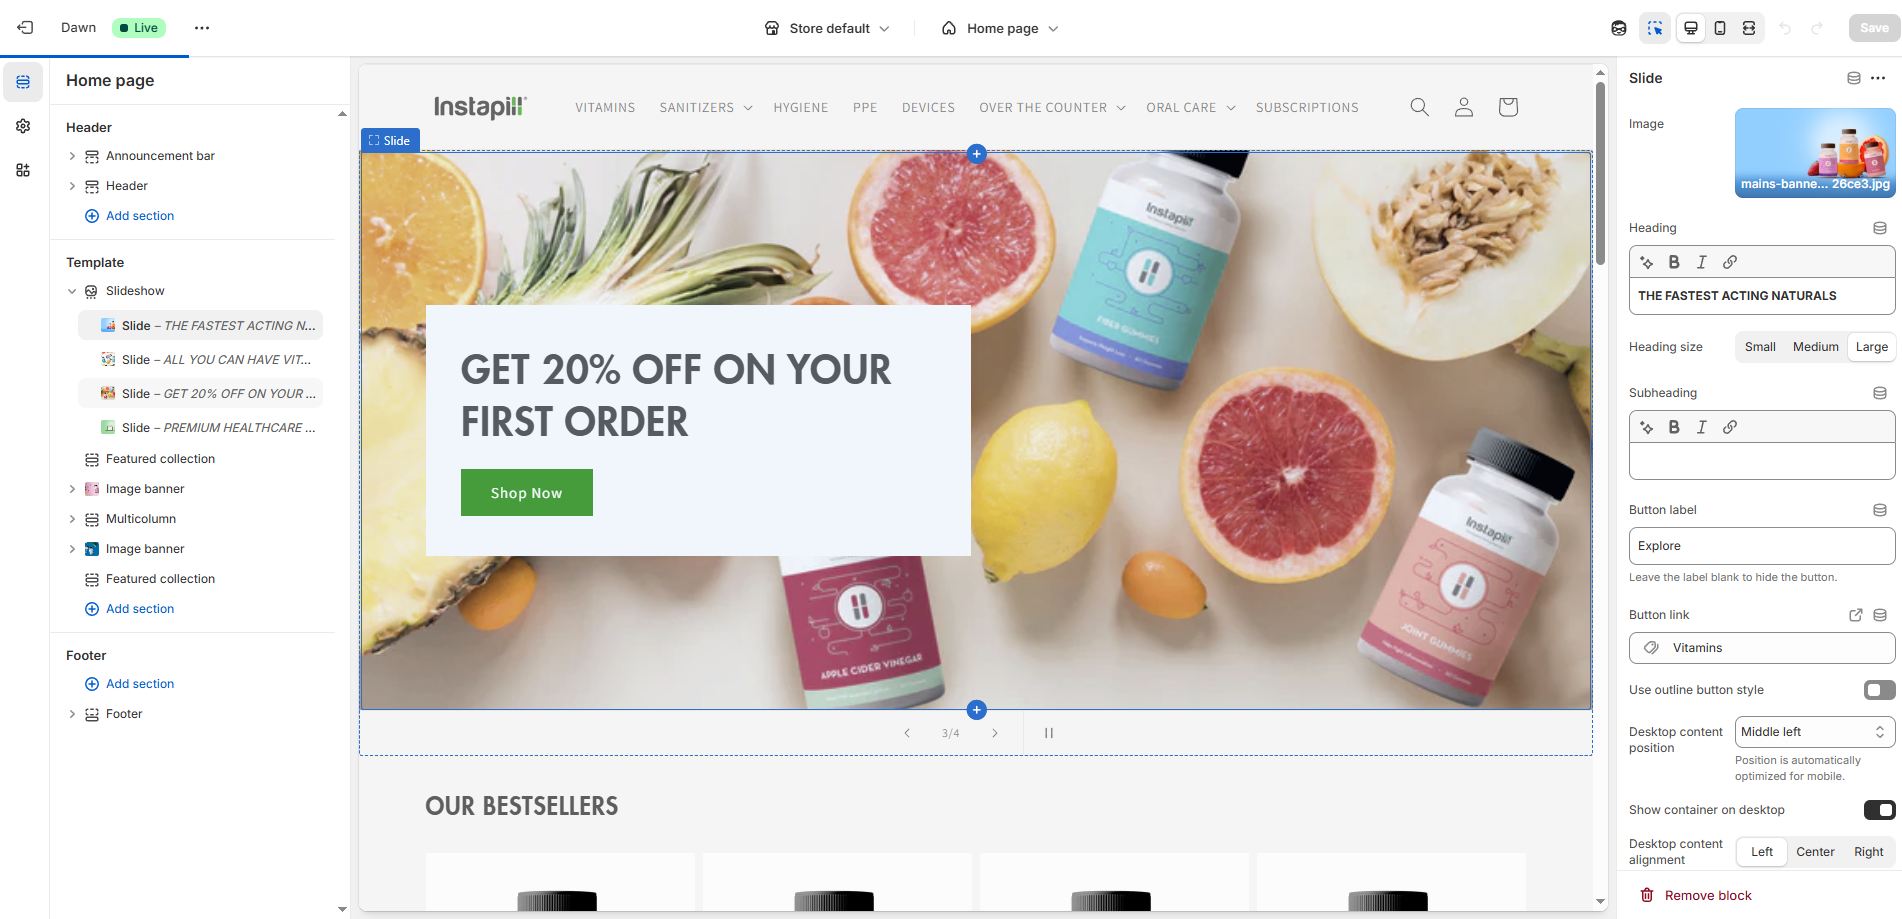 Dawn
Live
Store default
Home page
Save
Home page
Header
Announcement bar
Header
Add section
Template
Slideshow
Slide – THE FASTEST ACTING N...
Slide – ALL YOU CAN HAVE VIT...
Slide – GET 20% OFF ON YOUR ...
Slide – PREMIUM HEALTHCARE ...
Featured collection
Image banner
Multicolumn
Image banner
Featured collection
Add section
Footer
Add section
Footer
Instapill
VITAMINS
SANITIZERS
HYGIENE
PPE
DEVICES
OVER THE COUNTER
ORAL CARE
SUBSCRIPTIONS
Slide
Instapill
FIBER GUMMIES
GET 20% OFF ON YOUR
FIRST ORDER
Shop Now
Instapill
JOINT GUMMIES
APPLE CIDER VINEGAR
3/4
OUR BESTSELLERS
Slide
Image
mains-banne... 26ce3.jpg
Heading
B I
THE FASTEST ACTING NATURALS
Heading size
Small
Medium
Large
Subheading
B I
Button label
Explore
Leave the label blank to hide the button.
Button link
Vitamins
Use outline button style
Desktop content
position
Middle left
Position is automatically
optimized for mobile.
Show container on desktop
Desktop content
alignment
Left
Center
Right
Remove block